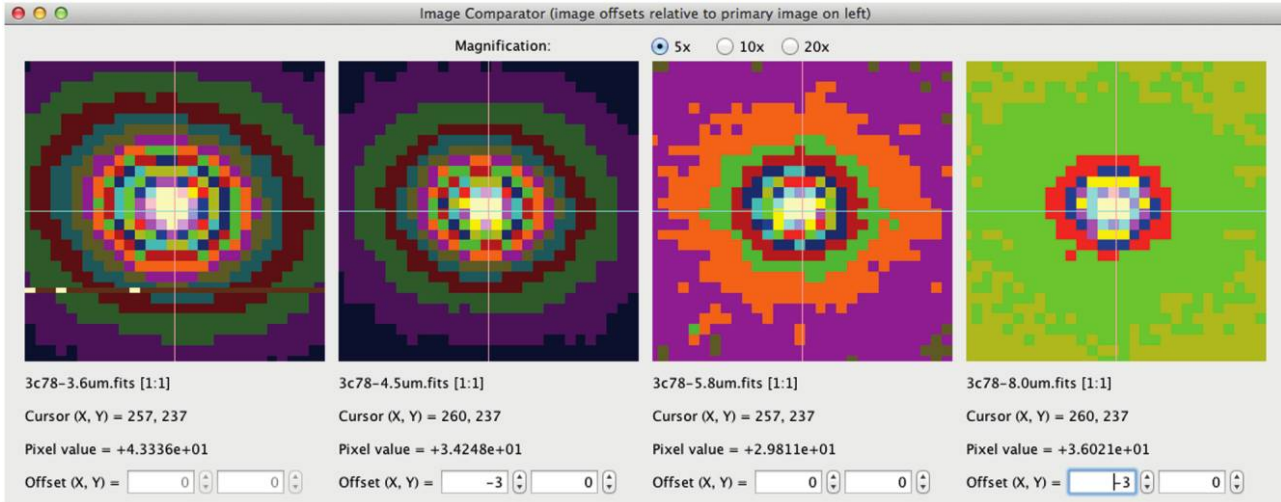 Image Comparator (image offsets relative to primary image on left)
Magnification: 5x 10x 20x
3c78-3.6um.fits [1:1] 3c78-4.5um.fits [1:1] 3c78-5.8um.fits [1:1] 3c78-8.0um.fits [1:1]
Cursor (X, Y) = 257, 237 Cursor (X, Y) = 260, 237 Cursor (X, Y) = 257, 237 Cursor (X, Y) = 260, 237
Pixel value = +4.3336e+01 Pixel value = +3.4248e+01 Pixel value = +2.9811e+01 Pixel value = +3.6021e+01
Offset (X, Y) = 0 0 Offset (X, Y) = -3 0 Offset (X, Y) = 0 0 Offset (X, Y) = -3 0